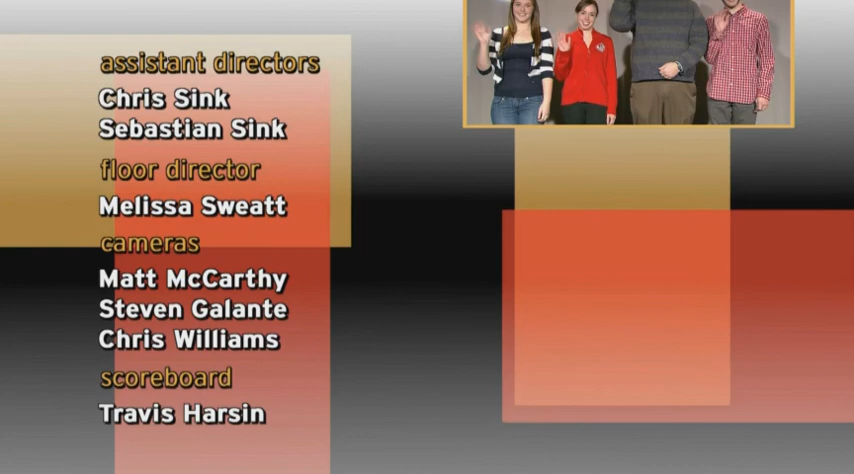 assistant directors
Chris Sink
Sebastian Sink
floor director
Melissa Sweatt
cameras
Matt McCarthy
Steven Galante
Chris Williams
scoreboard
Travis Harsin